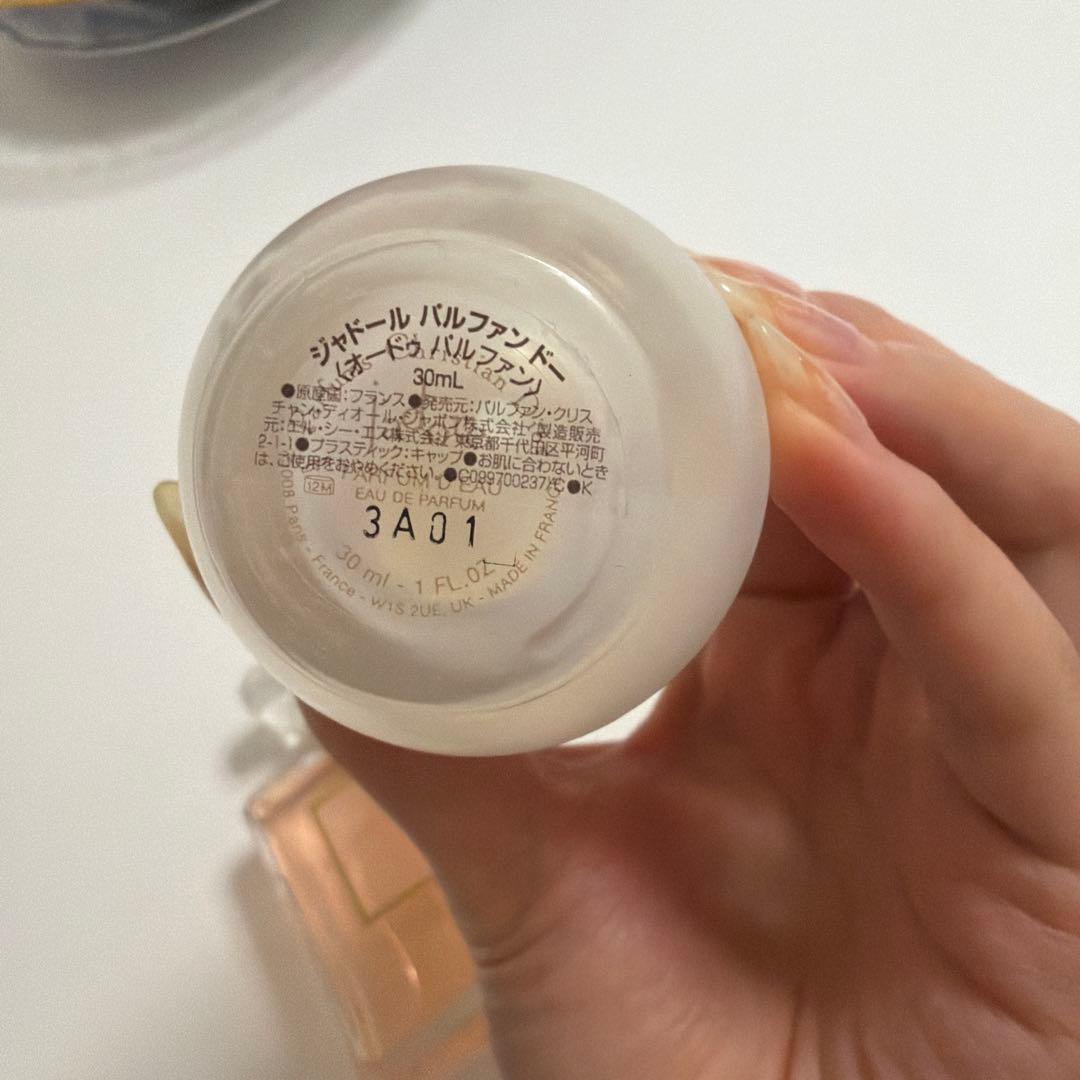 ジャドール パルファン ドー
〈オードゥ パルファン〉
30mL
●原産国：フランス●発売元：パルファン・クリス
チャン・ディオール・ジャポン株式会社 製造販売
元：エル・シー・エス株式会社 東京都千代田区平河町
2-1-1●プラスティック：キャップ●お肌に合わないとき
は、ご使用をおやめください。●C099700237/C●K
12M
Christian
PARFUM D'EAU
EAU DE PARFUM
3A01
30 ml - 1 FL.OZ
Paris - France - W1S 2UE. UK - MADE IN FRANCE